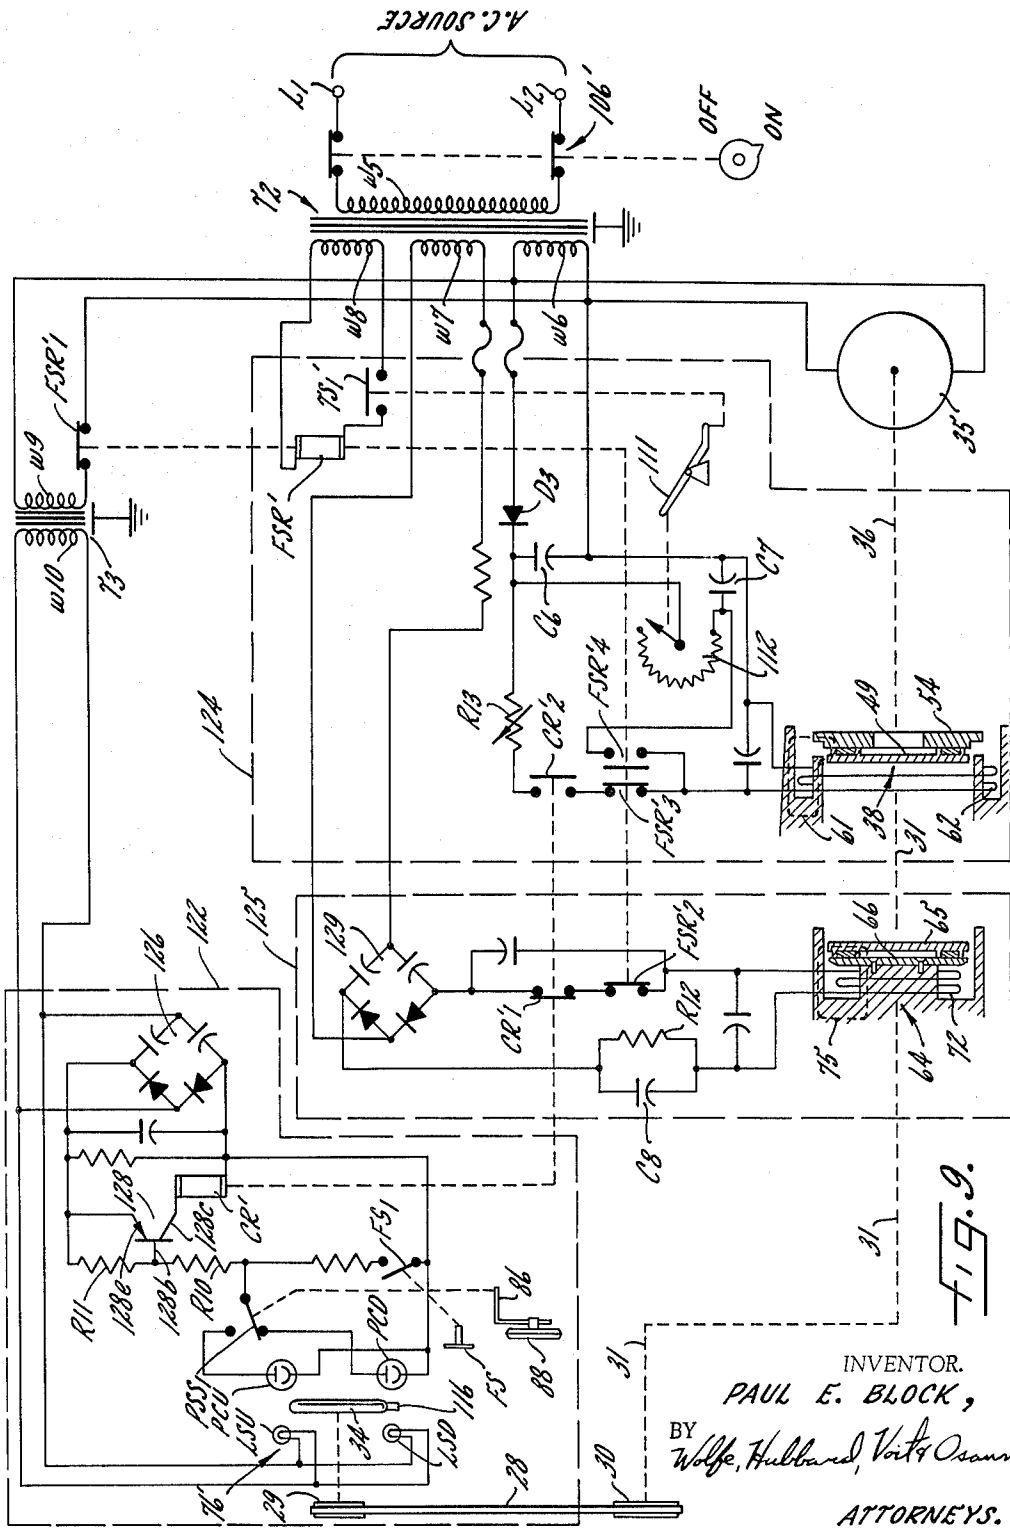 A.C. SOURCE
L1
L2
106'
OFF
ON
T2
W5
W8
W7
W6
FSR'1
W9
W10
T3
FSR'
TS1'
111
35'
36
D3
C6
C7
112
R13
CR'2
FSR'4
FSR'3
124
61
38
31
62
49
54
122
125
126
129
CR'1
FSR'2
R12
C8
75
64
72
66
65
R11
128e
128b
128
128c
CR'
R10
FS1
PSS
PCU
LSU
PCD
LSD
76'
34
116
FS
86
88
29
28
30
31
31
Fig. 9.
INVENTOR.
PAUL E. BLOCK,
BY
Wolfe, Hubbard, Voit & Osann
ATTORNEYS.